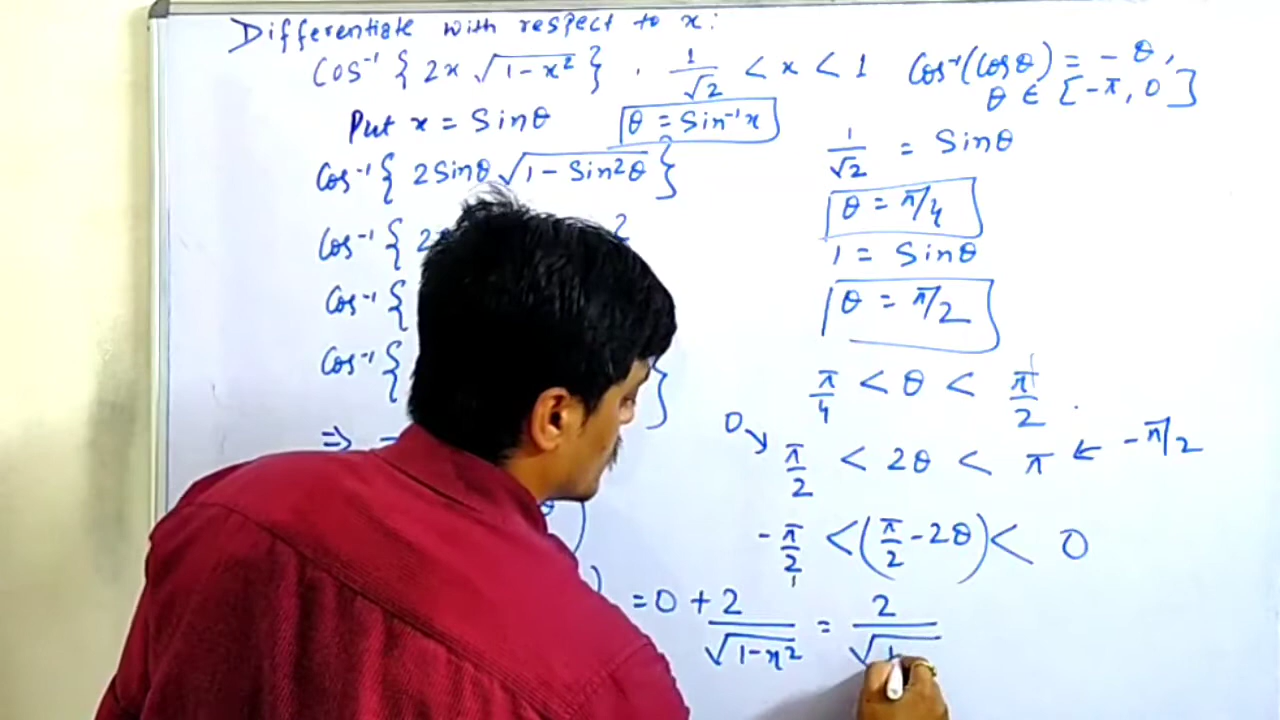 Differentiate with respect to x:
Cos⁻¹ { 2x √(1-x²) } , 1/√2 < x < 1
Cos⁻¹(Cosθ) = -θ,
θ ∈ [-π, 0]
Put x = Sinθ
θ = Sin⁻¹x
Cos⁻¹ { 2Sinθ √(1-Sin²θ) }
Cos⁻¹ { 2
2
Cos⁻¹ {
Cos⁻¹ { }
⇒ -
1/√2 = Sinθ
θ = π/4
1 = Sinθ
θ = π/2
π/4 < θ < π/2
0 ↘ π/2 < 2θ < π ← -π/2
-π/2 < (π/2 - 2θ) < 0
= 0 + 2/√(1-x²) = 2/√1